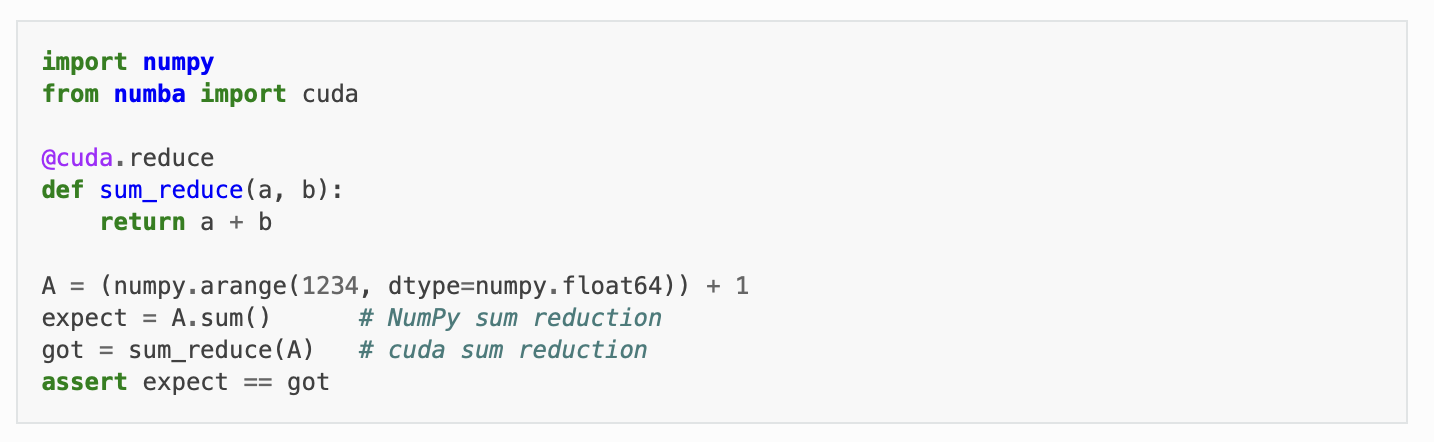 import numpy
from numba import cuda
@cuda.reduce
def sum_reduce(a, b):
    return a + b
A = (numpy.arange(1234, dtype=numpy.float64)) + 1
expect = A.sum()      # NumPy sum reduction
got = sum_reduce(A)   # cuda sum reduction
assert expect == got